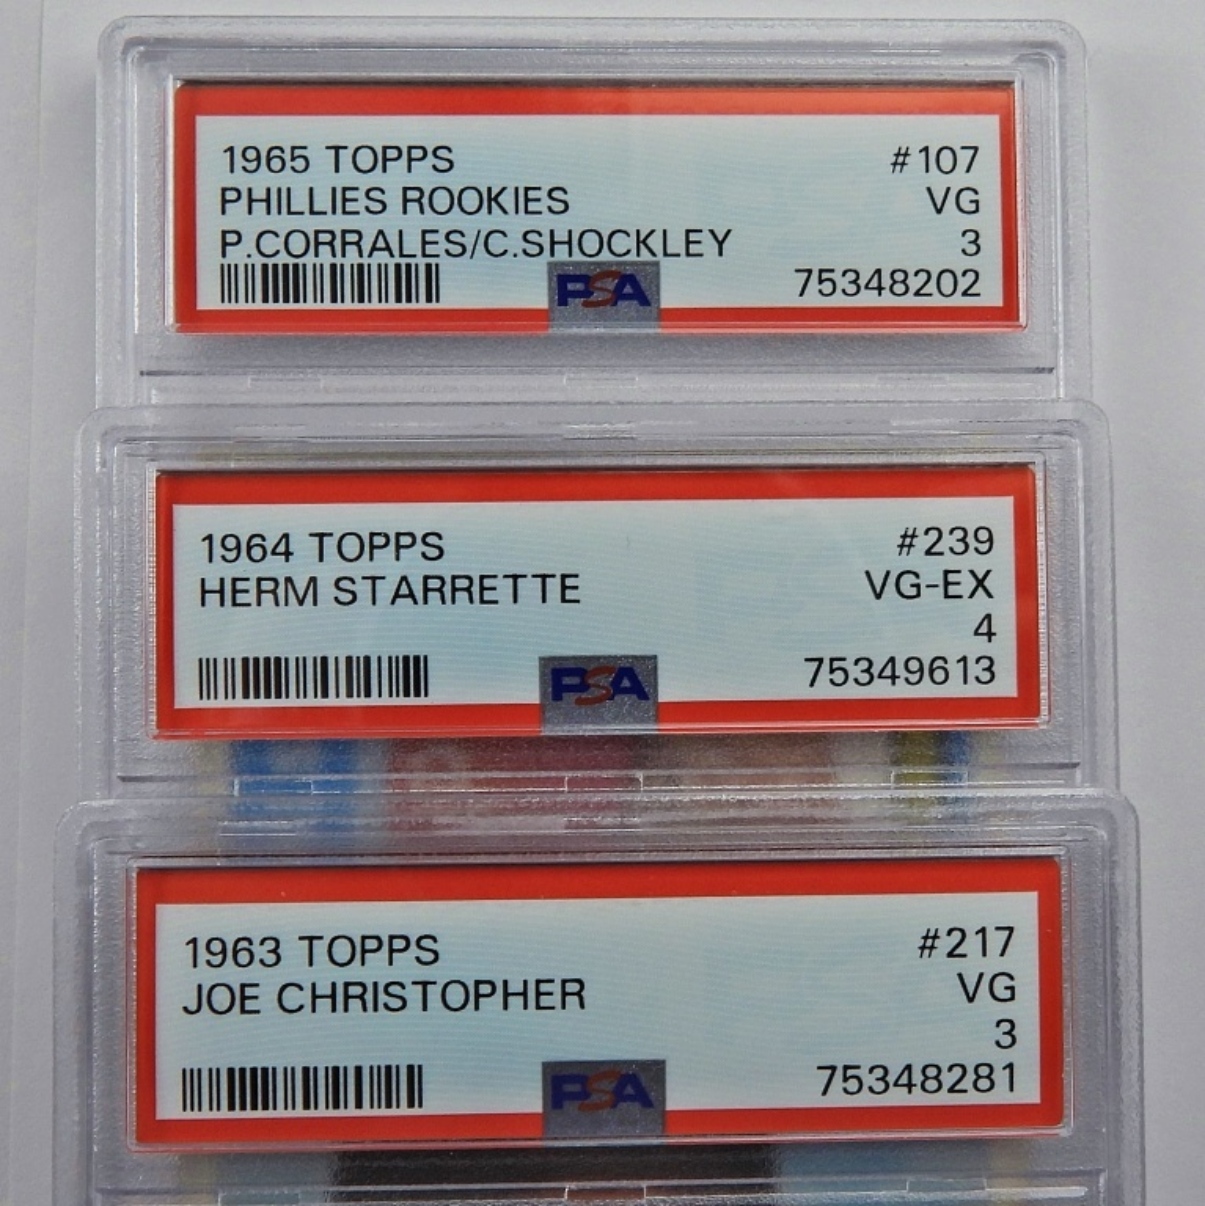 1965 TOPPS #107
PHILLIES ROOKIES VG
P.CORRALES/C.SHOCKLEY 3
PSA 75348202
1964 TOPPS #239
HERM STARRETTE VG-EX
4
PSA 75349613
1963 TOPPS #217
JOE CHRISTOPHER VG
3
PSA 75348281